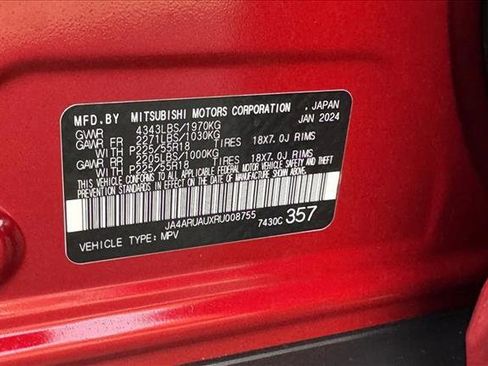 MFD.BY MITSUBISHI MOTORS CORPORATION , JAPAN
GVWR 4343LBS/1970KG JAN 2024
GAWR FR 2271LBS/1030KG
WITH P225/55R18 TIRES 18X7.0J RIMS
GAWR RR 2205LBS/1000KG
WITH P225/55R18 TIRES 18X7.0J RIMS
THIS VEHICLE CONFORMS TO ALL APPLICABLE FEDERAL MOTOR VEHICLE
SAFETY AND THEFT PREVENTION STANDARDS IN EFFECT ON THE DATE OF
MANUFACTURE SHOWN ABOVE.
JA4ARUAUXRU008755 7430C 357
VEHICLE TYPE: MPV